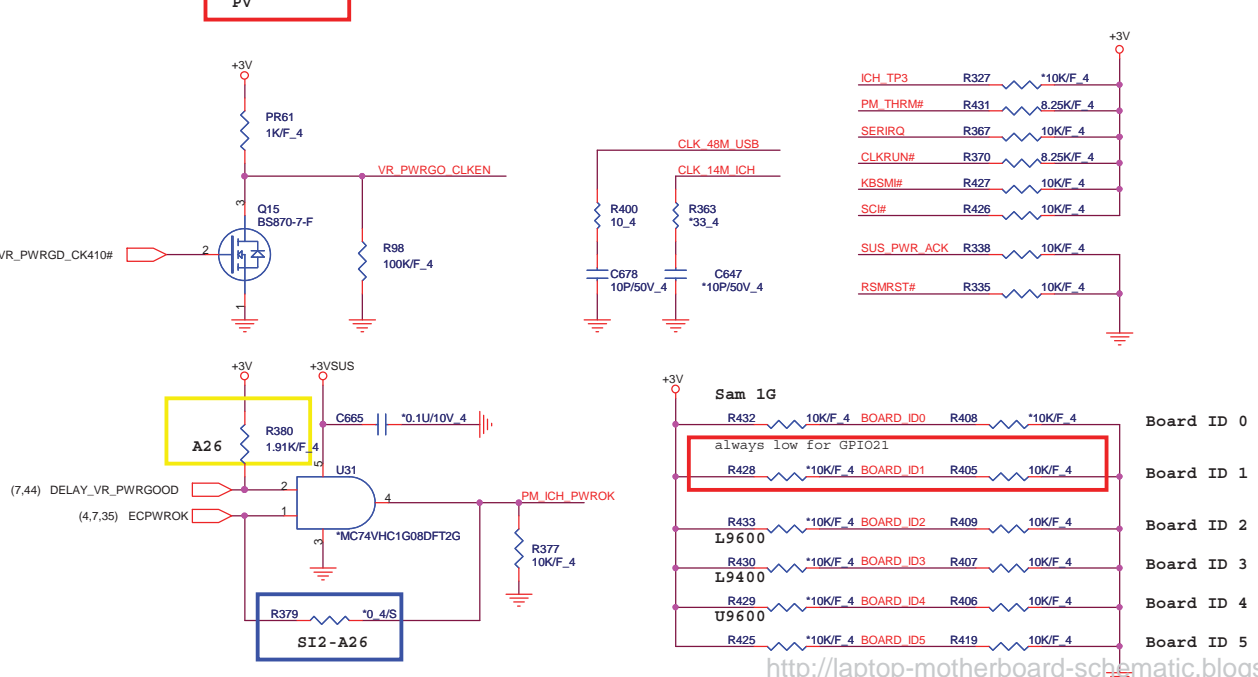 PV
+3V
PR61
1K/F_4
VR_PWRGO_CLKEN
3
Q15
BS870-7-F
VR_PWRGD_CK410#
2
1
R98
100K/F_4
CLK_48M_USB
CLK_14M_ICH
R400
10_4
R363
*33_4
C678
10P/50V_4
C647
*10P/50V_4
+3V
ICH_TP3 R327 *10K/F_4
PM_THRM# R431 8.25K/F_4
SERIRQ R367 10K/F_4
CLKRUN# R370 8.25K/F_4
KBSMI# R427 10K/F_4
SCI# R426 10K/F_4
SUS_PWR_ACK R338 10K/F_4
RSMRST# R335 10K/F_4
+3V
+3VSUS
A26
R380
1.91K/F_4
C665 *0.1U/10V_4
5
U31
(7,44) DELAY_VR_PWRGOOD
2
(4,7,35) ECPWROK
1
4
PM_ICH_PWROK
3
*MC74VHC1G08DFT2G
R377
10K/F_4
R379 *0_4/S
SI2-A26
+3V
Sam 1G
R432 10K/F_4 BOARD_ID0 R408 *10K/F_4 Board ID 0
always low for GPIO21
R428 *10K/F_4 BOARD_ID1 R405 10K/F_4 Board ID 1
R433 *10K/F_4 BOARD_ID2 R409 10K/F_4 Board ID 2
L9600
R430 *10K/F_4 BOARD_ID3 R407 10K/F_4 Board ID 3
L9400
R429 *10K/F_4 BOARD_ID4 R406 10K/F_4 Board ID 4
U9600
R425 *10K/F_4 BOARD_ID5 R419 10K/F_4 Board ID 5
http://laptop-motherboard-schematic.blogs